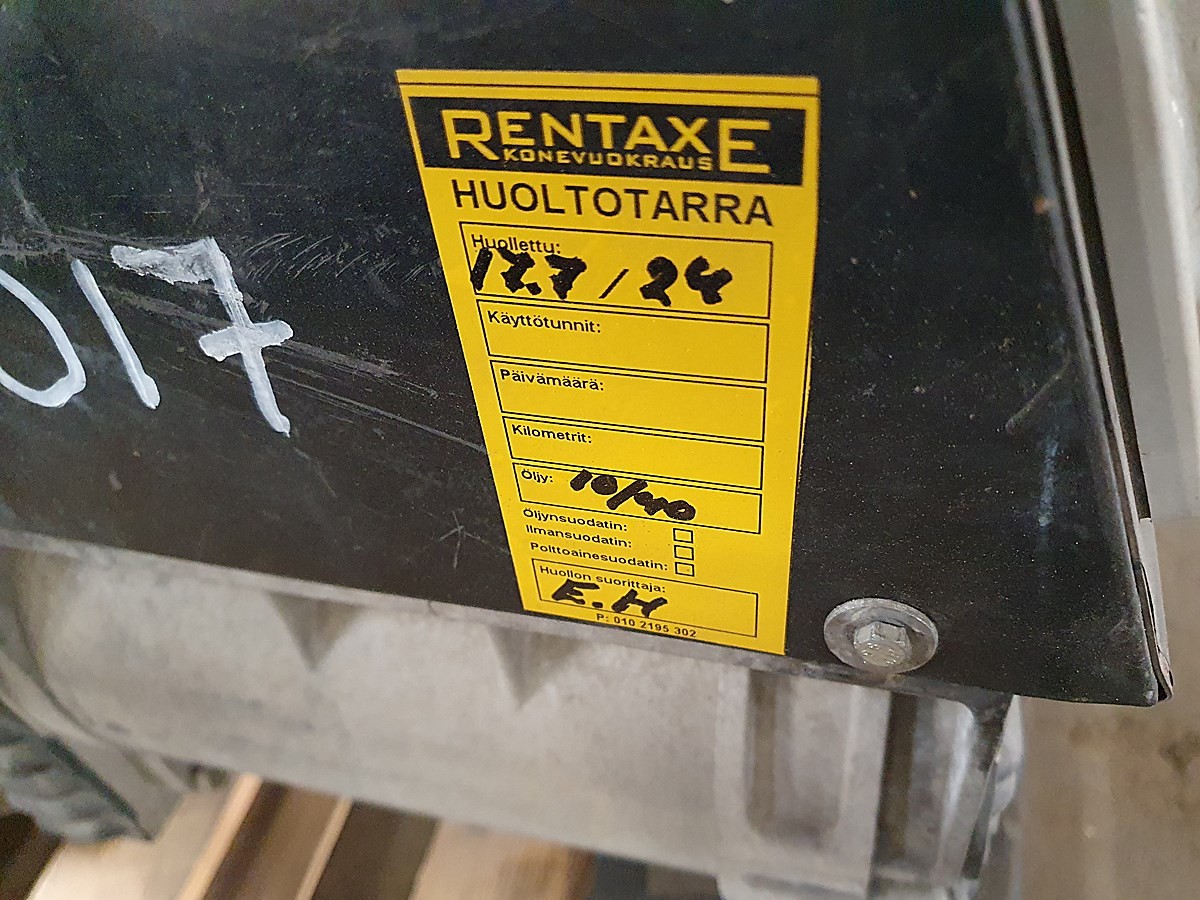 RENTAXE
KONEVUOKRAUS
HUOLTOTARRA
Huollettu:
17.7/24
Käyttötunnit:
Päivämäärä:
Kilometrit:
Öljy: 10/40
Öljynsuodatin:
Ilmansuodatin:
Polttoainesuodatin:
Huollon suorittaja:
E.H
P: 010 2195 302
017